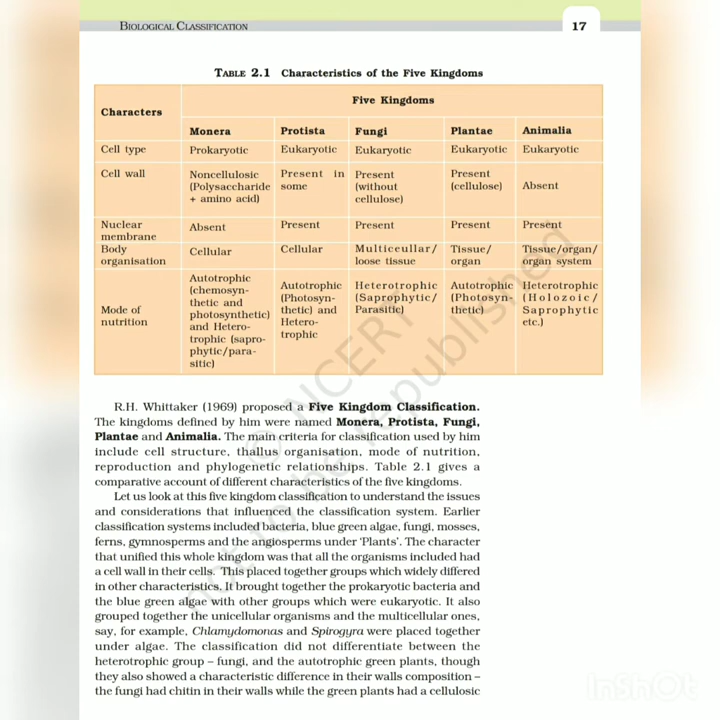 BIOLOGICAL CLASSIFICATION 17
TABLE 2.1 Characteristics of the Five Kingdoms
Characters
Five Kingdoms
Monera Protista Fungi Plantae Animalia
Cell type Prokaryotic Eukaryotic Eukaryotic Eukaryotic Eukaryotic
Cell wall
Noncellulosic
(Polysaccharide
+ amino acid)
Present in
some
Present
(without
cellulose)
Present
(cellulose)
Absent
Nuclear
membrane
Absent Present Present Present Present
Body
organisation
Cellular Cellular
Multicellular/
loose tissue
Tissue/
organ
Tissue/organ/
organ system
Mode of
nutrition
Autotrophic
(chemosyn-
thetic and
photosynthetic)
and Hetero-
trophic (sapro-
phytic/para-
sitic)
Autotrophic
(Photosyn-
thetic) and
Hetero-
trophic
Heterotrophic
(Saprophytic/
Parasitic)
Autotrophic
(Photosyn-
thetic)
Heterotrophic
(Holozoic/
Saprophytic
etc.)
R.H. Whittaker (1969) proposed a Five Kingdom Classification.
The kingdoms defined by him were named Monera, Protista, Fungi,
Plantae and Animalia. The main criteria for classification used by him
include cell structure, thallus organisation, mode of nutrition,
reproduction and phylogenetic relationships. Table 2.1 gives a
comparative account of different characteristics of the five kingdoms.
Let us look at this five kingdom classification to understand the issues
and considerations that influenced the classification system. Earlier
classification systems included bacteria, blue green algae, fungi, mosses,
ferns, gymnosperms and the angiosperms under ‘Plants’. The character
that unified this whole kingdom was that all the organisms included had
a cell wall in their cells. This placed together groups which widely differed
in other characteristics. It brought together the prokaryotic bacteria and
the blue green algae with other groups which were eukaryotic. It also
grouped together the unicellular organisms and the multicellular ones,
say, for example, Chlamydomonas and Spirogyra were placed together
under algae. The classification did not differentiate between the
heterotrophic group – fungi, and the autotrophic green plants, though
they also showed a characteristic difference in their walls composition –
the fungi had chitin in their walls while the green plants had a cellulosic
© NCERT
not to be republished
InShOt